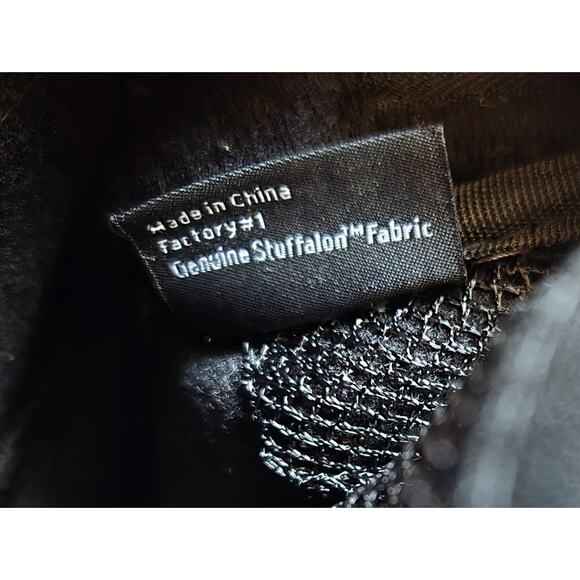 Made in China
Factory#1
Genuine Stuffalon™ Fabric